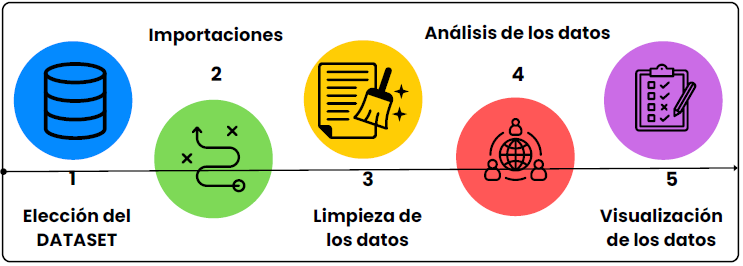 1
Elección del
DATASET
Importaciones
2
3
Limpieza de
los datos
Análisis de los datos
4
5
Visualización
de los datos